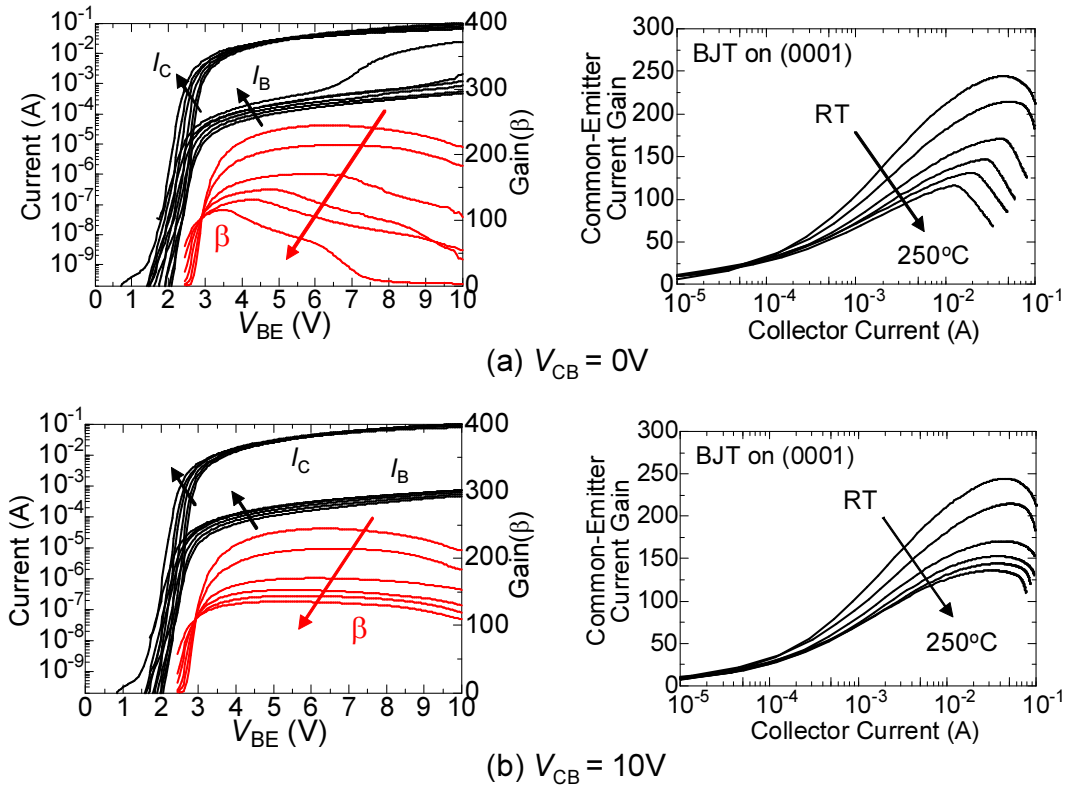 10⁻¹
10⁻²
10⁻³
10⁻⁴
10⁻⁵
10⁻⁶
10⁻⁷
10⁻⁸
10⁻⁹
Current (A)
I_C
I_B
β
400
300
200
100
0
Gain(β)
0 1 2 3 4 5 6 7 8 9 10
V_BE (V)
BJT on (0001)
RT
250°C
300
250
200
150
100
50
0
Common-Emitter
Current Gain
10⁻⁵ 10⁻⁴ 10⁻³ 10⁻² 10⁻¹
Collector Current (A)
(a) V_CB = 0V
10⁻¹
10⁻²
10⁻³
10⁻⁴
10⁻⁵
10⁻⁶
10⁻⁷
10⁻⁸
10⁻⁹
Current (A)
I_C
I_B
β
400
300
200
100
0
Gain(β)
0 1 2 3 4 5 6 7 8 9 10
V_BE (V)
BJT on (0001)
RT
250°C
300
250
200
150
100
50
0
Common-Emitter
Current Gain
10⁻⁵ 10⁻⁴ 10⁻³ 10⁻² 10⁻¹
Collector Current (A)
(b) V_CB = 10V